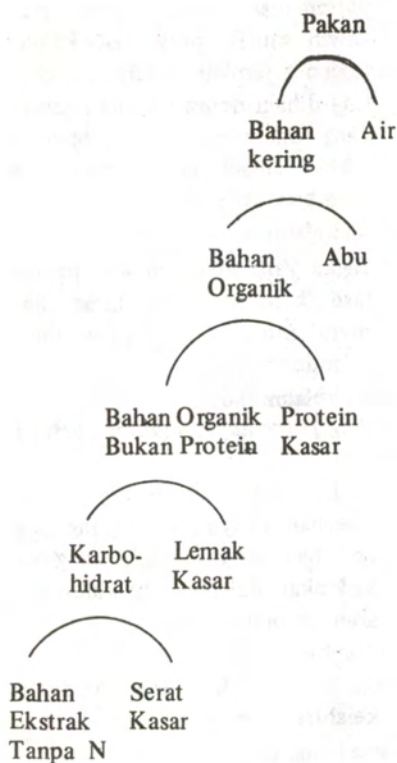 Pakan
Bahan Air
kering
Bahan Abu
Organik
Bahan Organik Protein
Bukan Protein Kasar
Karbo- Lemak
hidrat Kasar
Bahan Serat
Ekstrak Kasar
Tanpa N